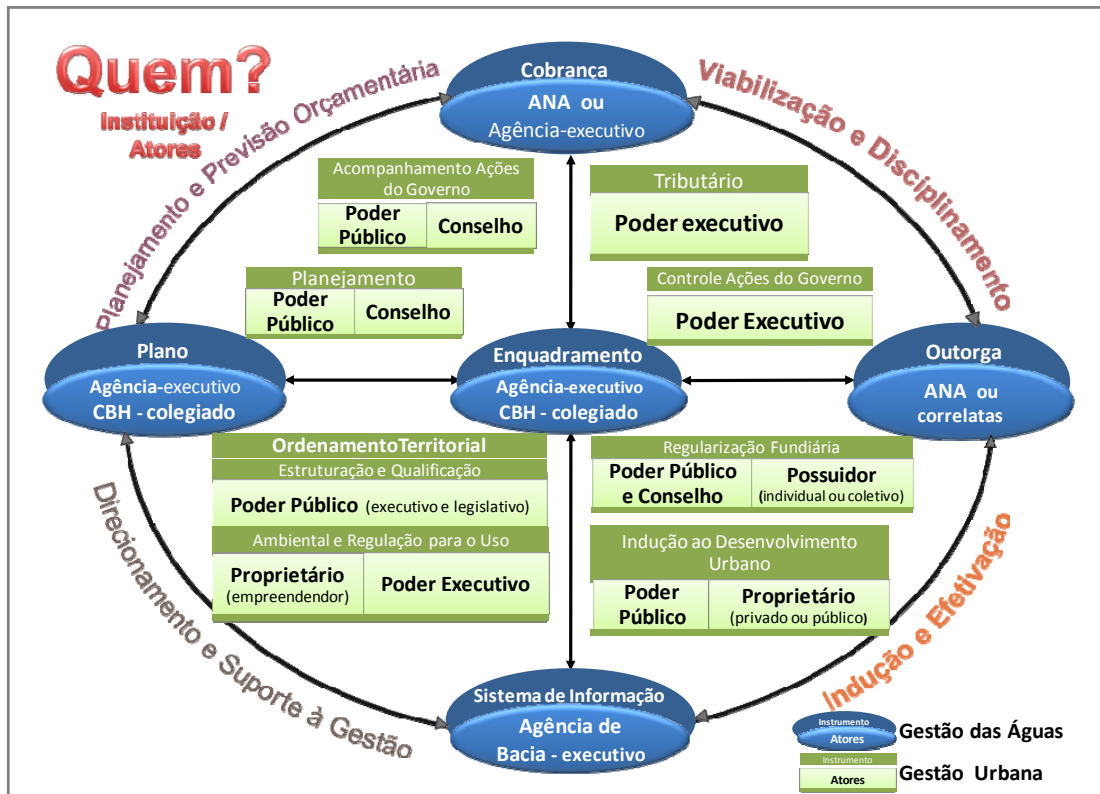 Quem?
Instituição /
Atores
Planejamento e Previsão Orçamentária
Viabilização e Disciplinamento
Cobrança
ANA ou
Agência-executivo
Acompanhamento Ações
do Governo
Poder
Público
Conselho
Tributário
Poder executivo
Planejamento
Poder
Público
Conselho
Controle Ações do Governo
Poder Executivo
Plano
Agência-executivo
CBH - colegiado
Enquadramento
Agência-executivo
CBH - colegiado
Outorga
ANA ou
correlatas
OrdenamentoTerritorial
Estruturação e Qualificação
Poder Público (executivo e legislativo)
Ambiental e Regulação para o Uso
Proprietário
(empreendedor)
Poder Executivo
Regularização Fundiária
Poder Público
e Conselho
Possuidor
(individual ou coletivo)
Indução ao Desenvolvimento
Urbano
Poder
Público
Proprietário
(privado ou público)
Direcionamento e Suporte à Gestão
Indução e Efetivação
Sistema de Informação
Agência de
Bacia - executivo
Instrumento
Atores
Gestão das Águas
Instrumento
Atores
Gestão Urbana